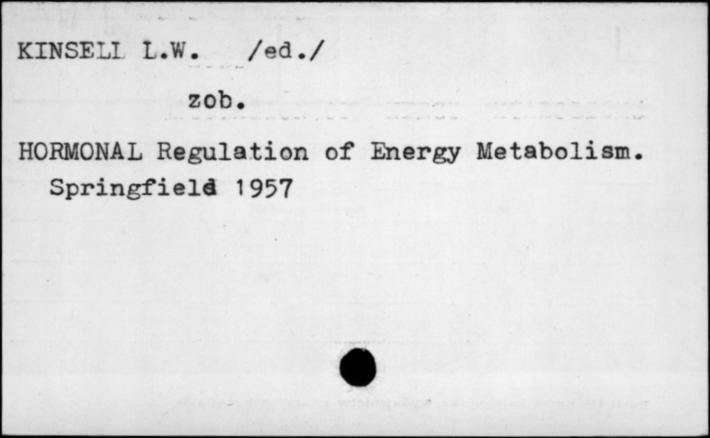 KINSELL L.W. /ed./
zob.
HORMONAL Regulation of Energy Metabolism.
Springfield 1957